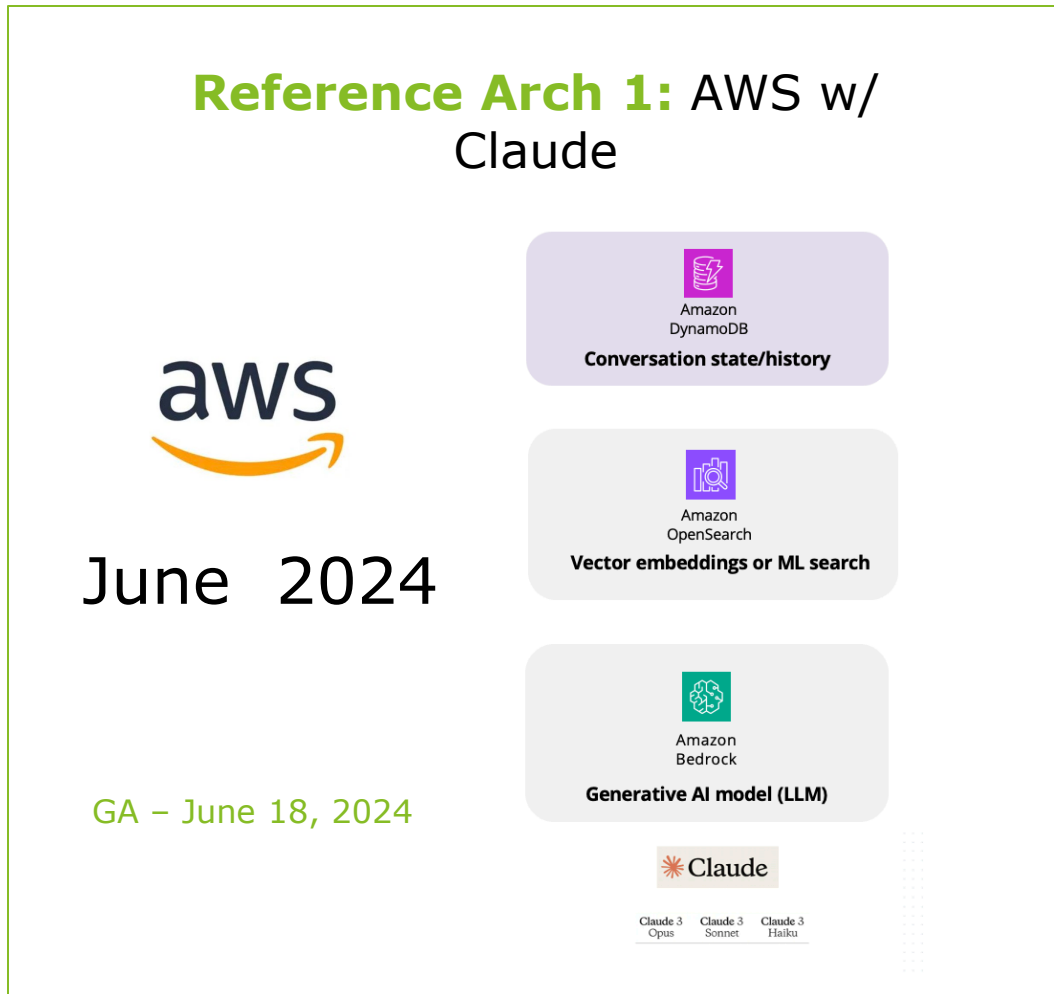 Reference Arch 1: AWS w/
Claude
aws
June 2024
GA – June 18, 2024
Amazon
DynamoDB
Conversation state/history
Amazon
OpenSearch
Vector embeddings or ML search
Amazon
Bedrock
Generative AI model (LLM)
Claude
Claude 3 Claude 3 Claude 3
Opus Sonnet Haiku